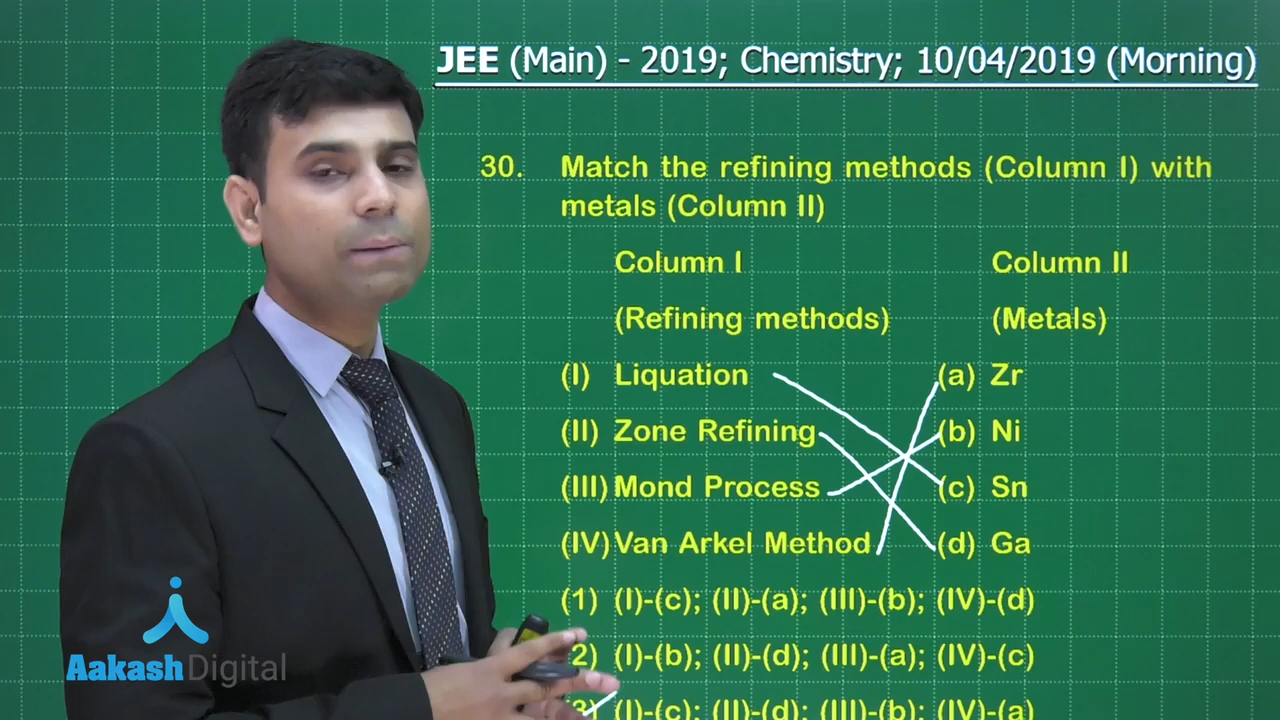 JEE (Main) - 2019; Chemistry; 10/04/2019 (Morning)
30. Match the refining methods (Column I) with
metals (Column II)
Column I Column II
(Refining methods) (Metals)
(I) Liquation (a) Zr
(II) Zone Refining (b) Ni
(III) Mond Process (c) Sn
(IV) Van Arkel Method (d) Ga
(1) (I)-(c); (II)-(a); (III)-(b); (IV)-(d)
2) (I)-(b); (II)-(d); (III)-(a); (IV)-(c)
(3) (I)-(c); (II)-(d); (III)-(b); (IV)-(a)
Aakash Digital